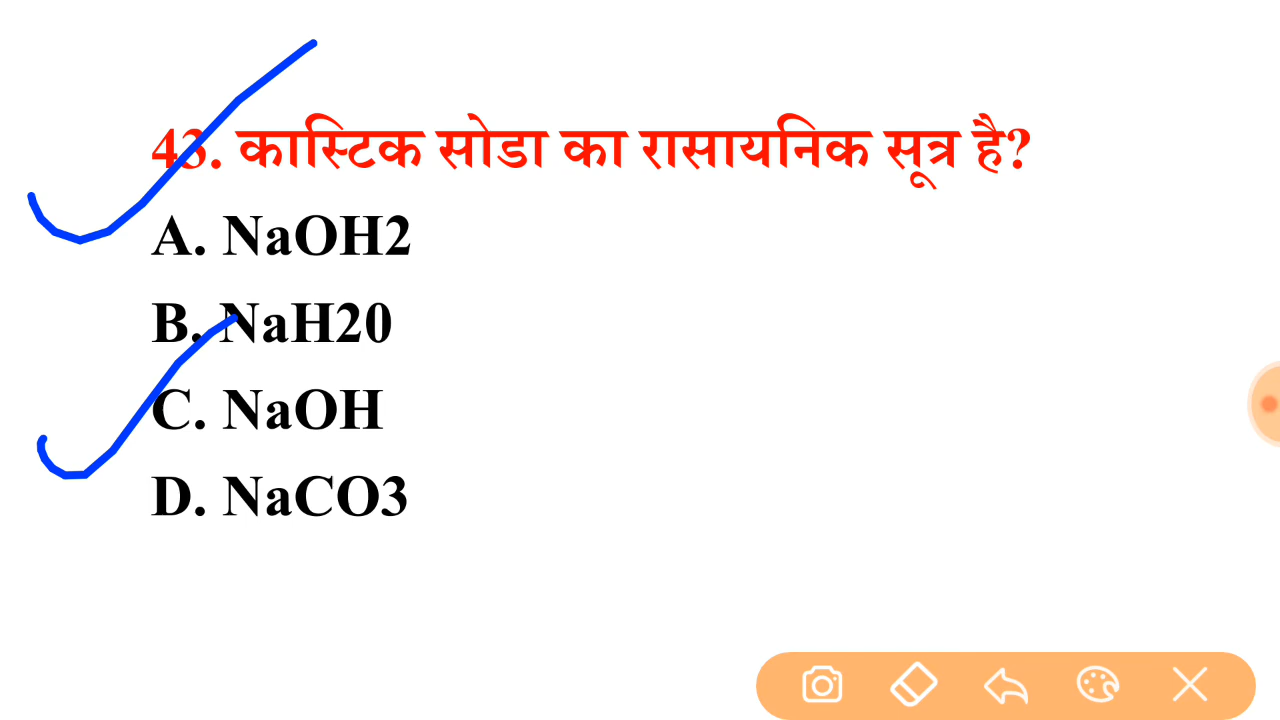 43. कास्टिक सोडा का रासायनिक सूत्र है?
A. NaOH2
B. NaH20
C. NaOH
D. NaCO3